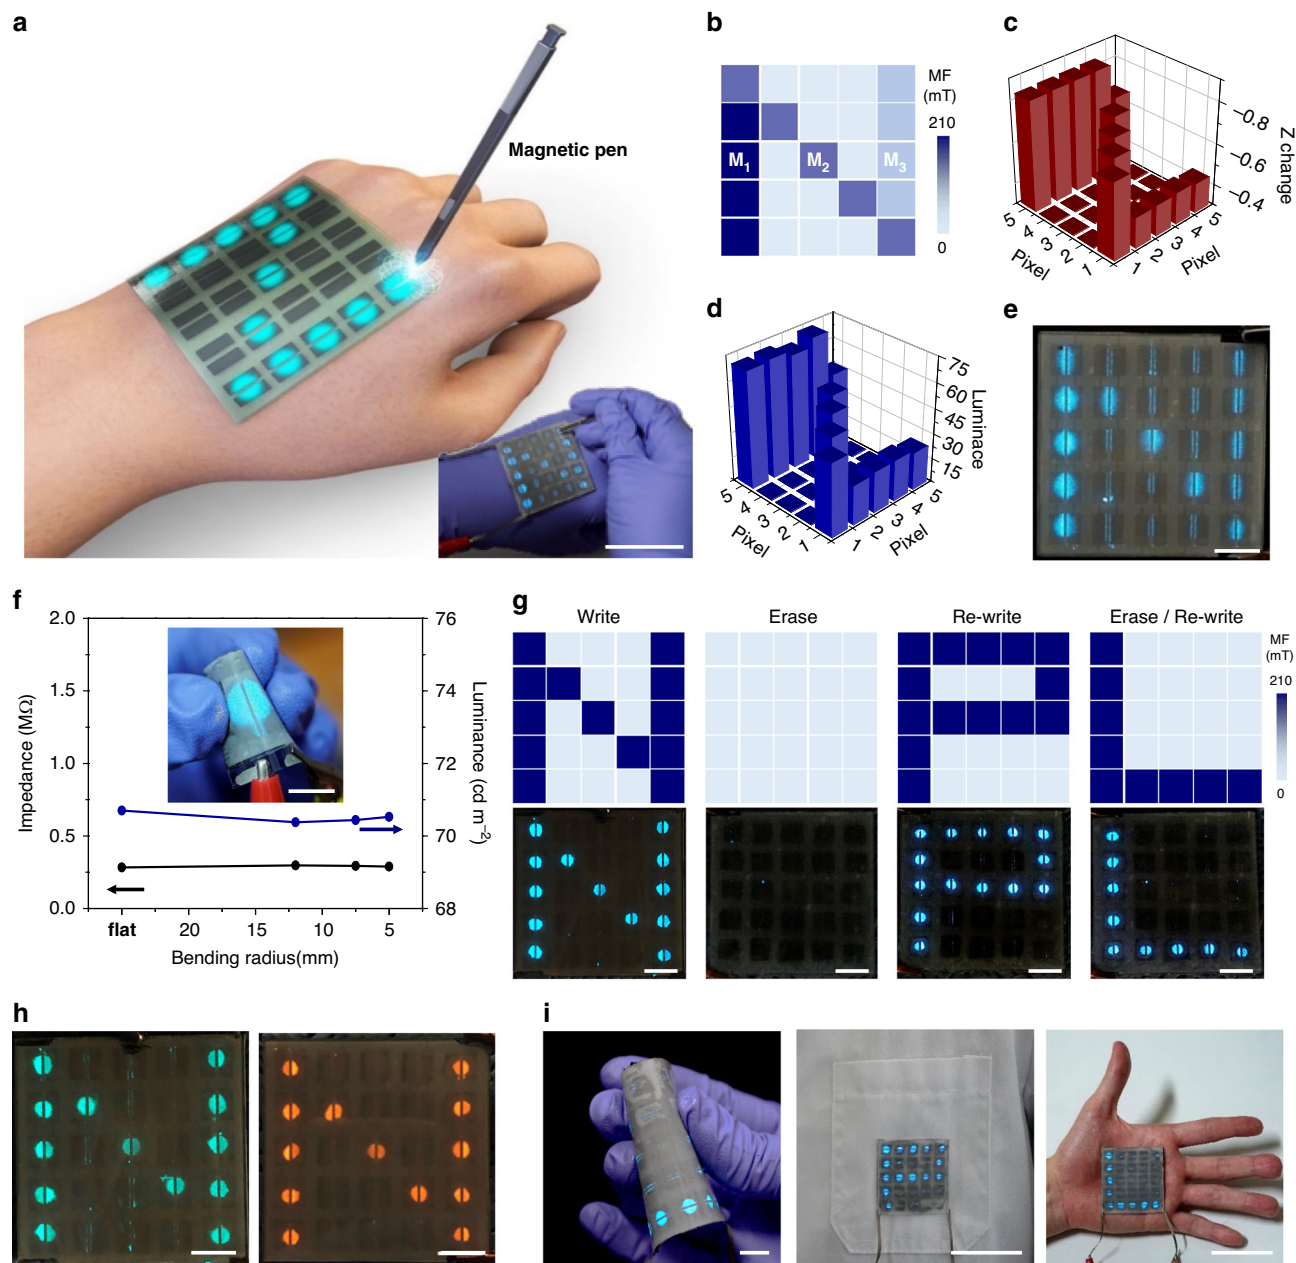 a
Magnetic pen
b
MF
(mT)
210
0
M1
M2
M3
c
−0.8
−0.6
−0.4
Z change
5
4
3
2
1
Pixel
1
2
3
4
5
Pixel
d
75
60
45
30
15
Luminace
5
4
3
2
1
Pixel
1
2
3
4
5
Pixel
e
f
2.0
1.5
1.0
0.5
0.0
Impedance (MΩ)
76
74
72
70
68
Luminance (cd m−2)
flat
20
15
10
5
Bending radius(mm)
g
Write
Erase
Re-write
Erase / Re-write
MF
(mT)
210
0
h
i